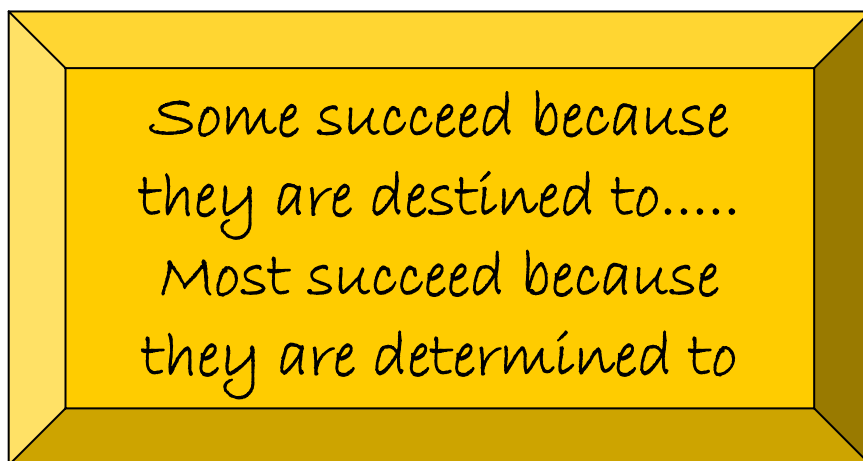 Some succeed because
they are destined to.....
Most succeed because
they are determined to